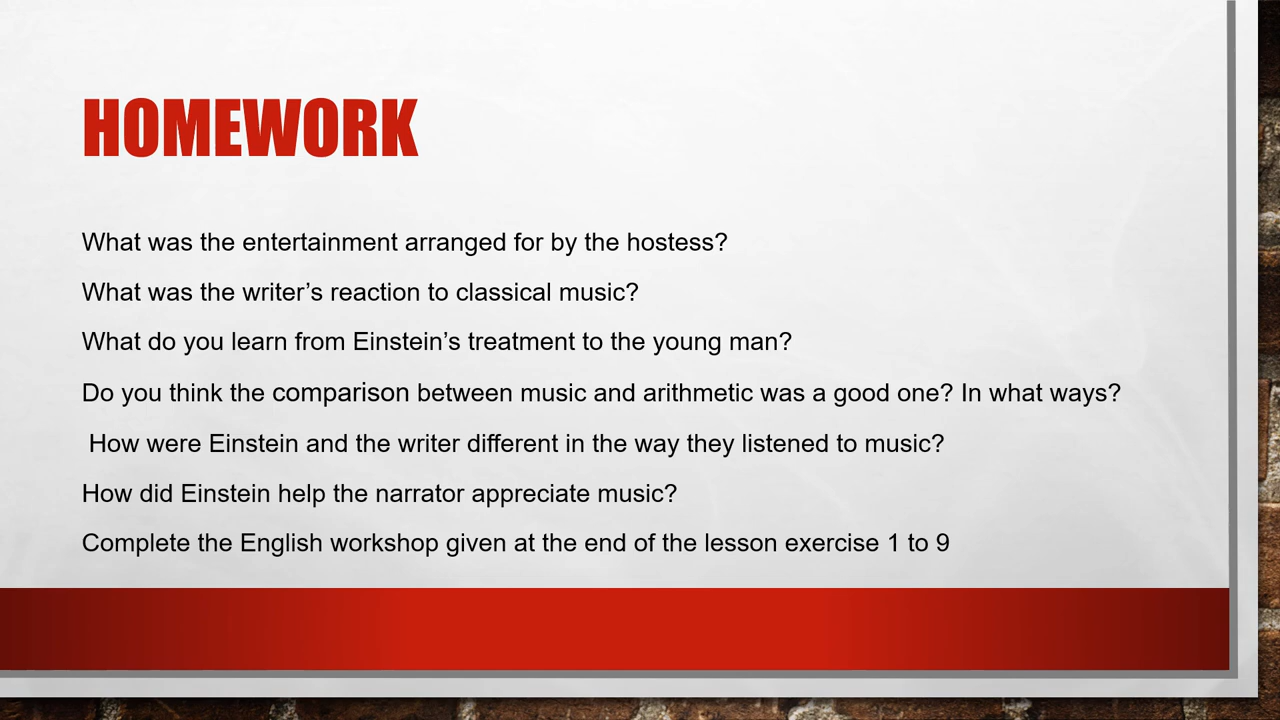 HOMEWORK
What was the entertainment arranged for by the hostess?
What was the writer’s reaction to classical music?
What do you learn from Einstein’s treatment to the young man?
Do you think the comparison between music and arithmetic was a good one? In what ways?
How were Einstein and the writer different in the way they listened to music?
How did Einstein help the narrator appreciate music?
Complete the English workshop given at the end of the lesson exercise 1 to 9